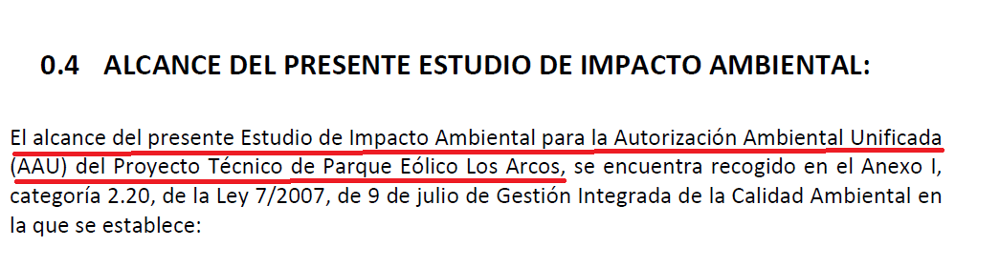 0.4 ALCANCE DEL PRESENTE ESTUDIO DE IMPACTO AMBIENTAL:
El alcance del presente Estudio de Impacto Ambiental para la Autorización Ambiental Unificada
(AAU) del Proyecto Técnico de Parque Eólico Los Arcos, se encuentra recogido en el Anexo I,
categoría 2.20, de la Ley 7/2007, de 9 de julio de Gestión Integrada de la Calidad Ambiental en
la que se establece: